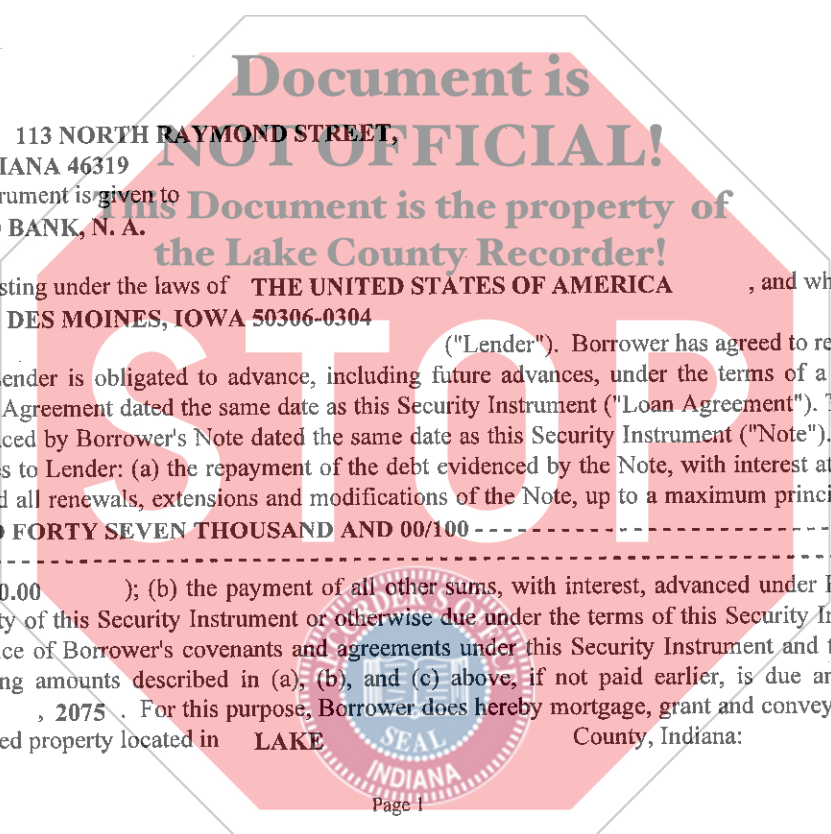 Document is
NOT OFFICIAL!
This Document is the property of
the Lake County Recorder!
STOP
113 NORTH RAYMOND STREET,
IANA 46319
rument is given to
BANK, N. A.
sting under the laws of THE UNITED STATES OF AMERICA , and wh
DES MOINES, IOWA 50306-0304
("Lender"). Borrower has agreed to re
ender is obligated to advance, including future advances, under the terms of a
Agreement dated the same date as this Security Instrument ("Loan Agreement").
ced by Borrower's Note dated the same date as this Security Instrument ("Note").
s to Lender: (a) the repayment of the debt evidenced by the Note, with interest at
d all renewals, extensions and modifications of the Note, up to a maximum princi
FORTY SEVEN THOUSAND AND 00/100 - - - - - - - - - - - - - - - - - - - - - - - - - -
- - - - - - - - - - - - - - - - - - - - - - - - - - - - - - - - - - - - - - - - - - - - - - - - - - - - - -
0.00 ); (b) the payment of all other sums, with interest, advanced under
ty of this Security Instrument or otherwise due under the terms of this Security In
ce of Borrower's covenants and agreements under this Security Instrument and
ng amounts described in (a), (b), and (c) above, if not paid earlier, is due an
, 2075 . For this purpose, Borrower does hereby mortgage, grant and convey
ed property located in LAKE County, Indiana:
RECORDER'S OFFICE
SEAL
INDIANA
Page 1